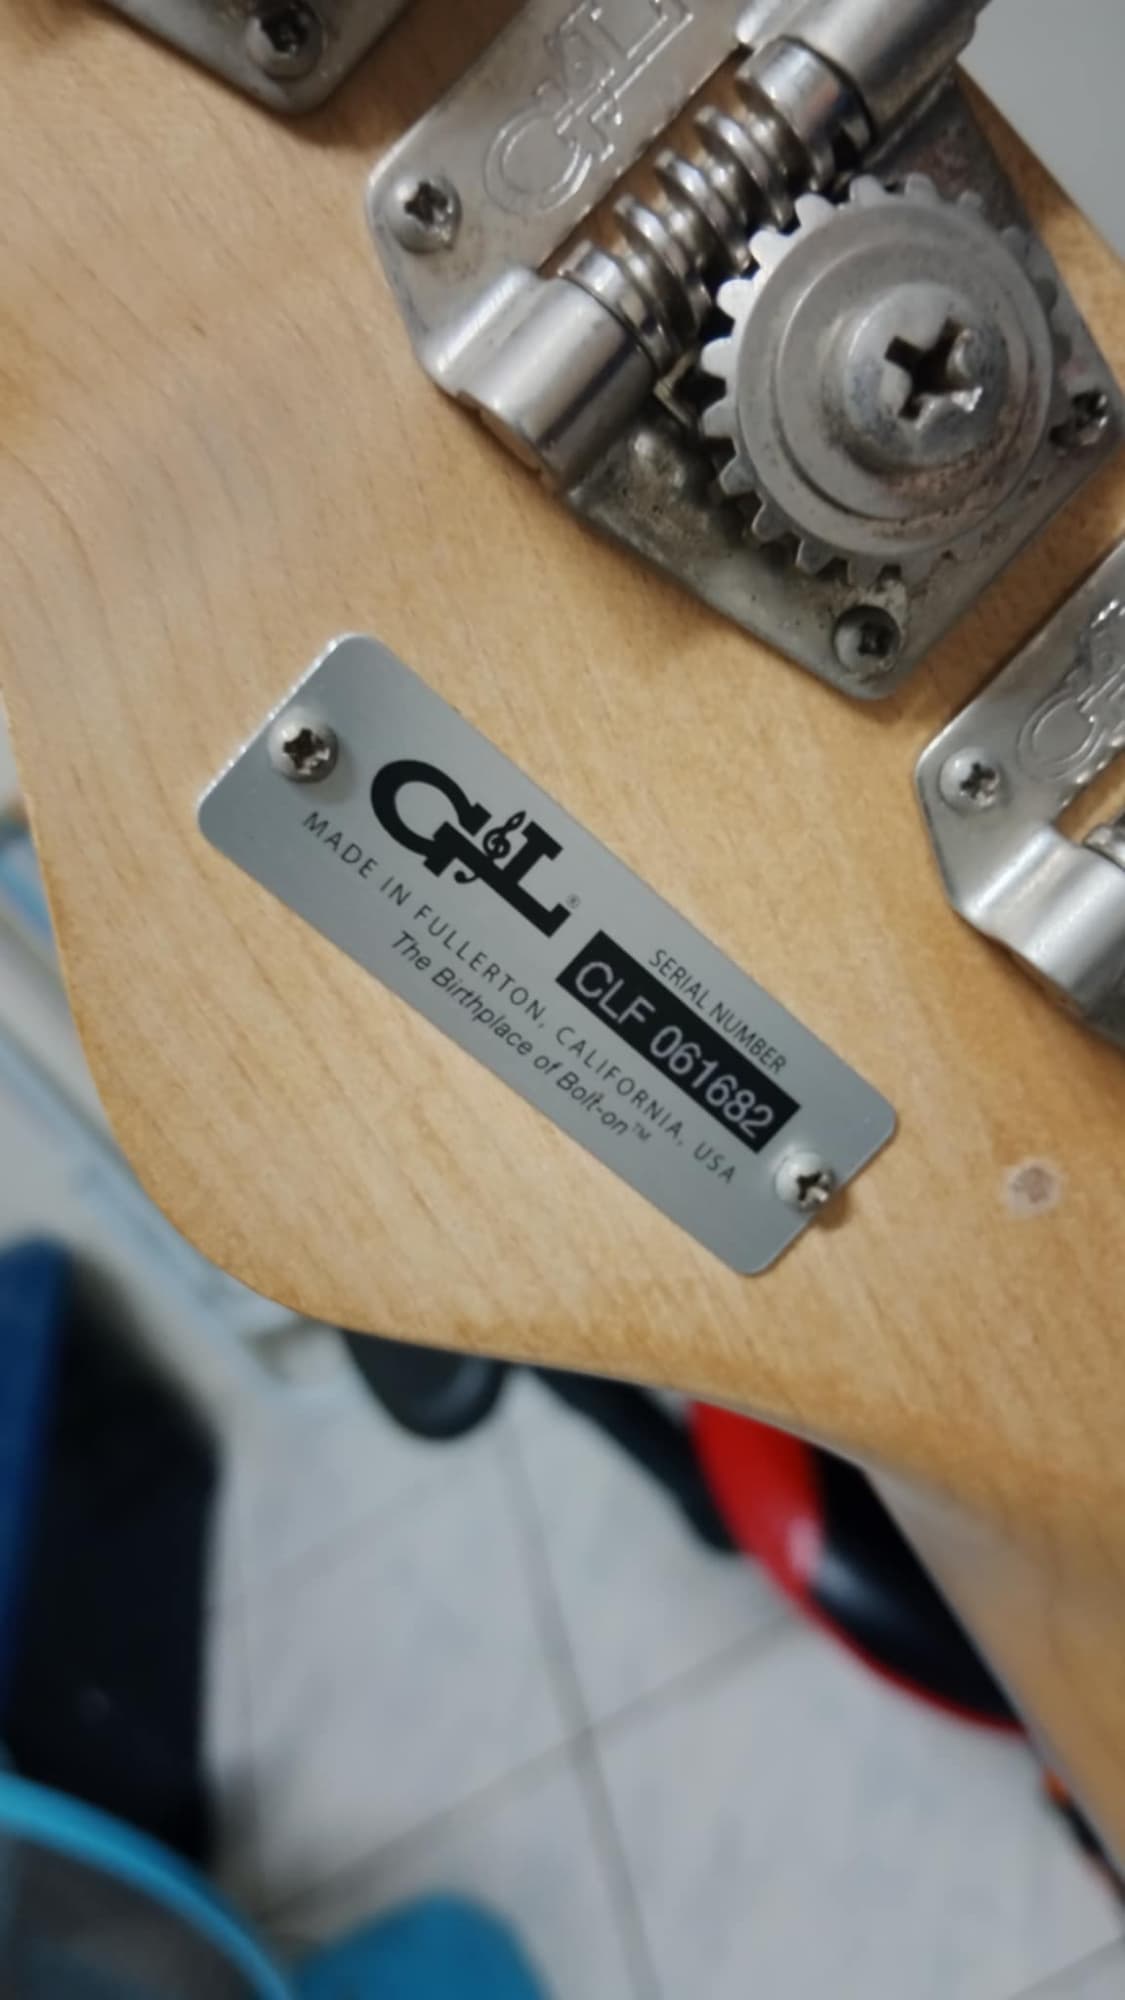 G&L
G&L®
SERIAL NUMBER
CLF 061682
MADE IN FULLERTON, CALIFORNIA, USA
The Birthplace of Bolt-on™